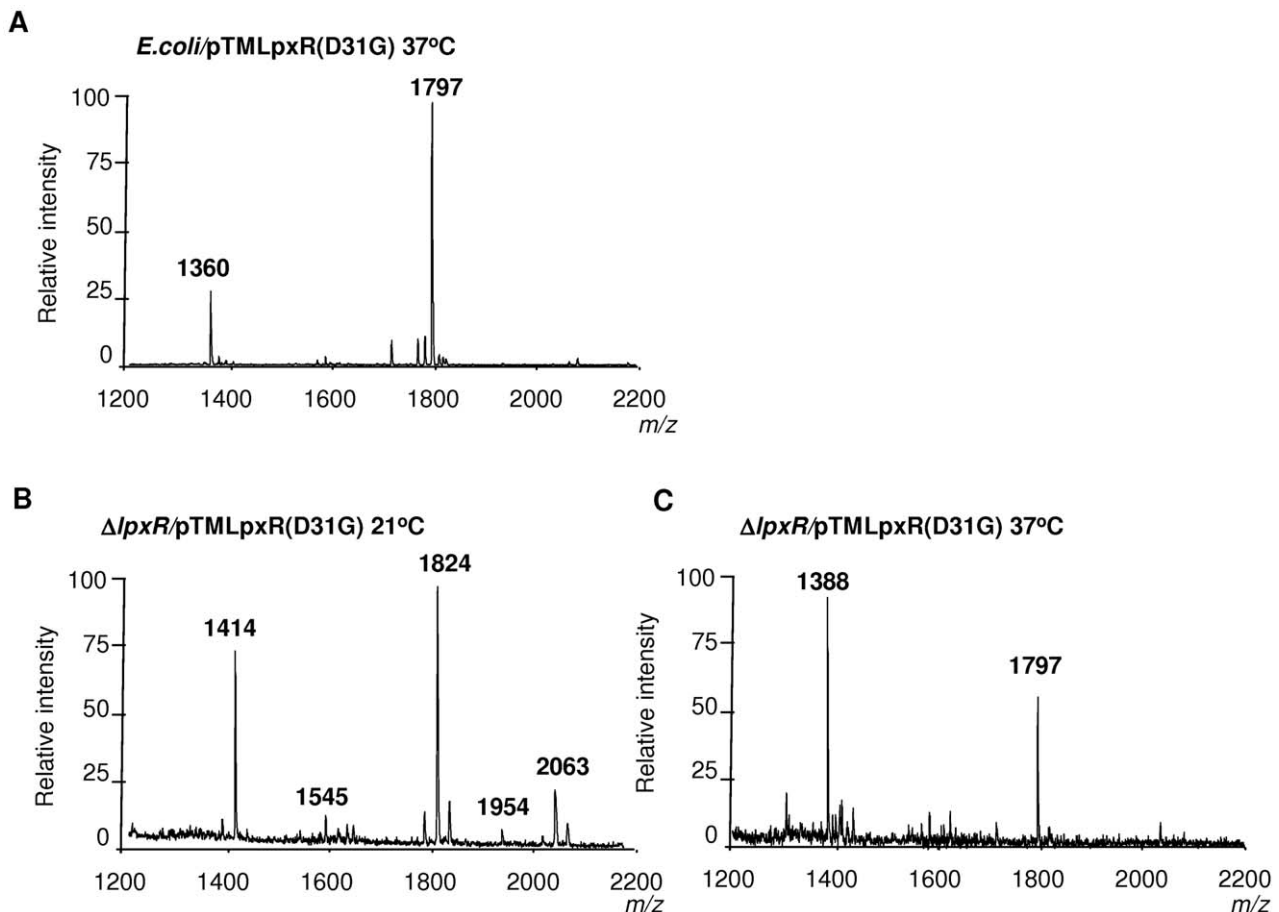 A
E.coli/pTMLpxR(D31G) 37ºC
Relative intensity
100
75
50
25
0
1360
1797
1200 1400 1600 1800 2000 2200
m/z
B
ΔlpxR/pTMLpxR(D31G) 21ºC
Relative intensity
100
75
50
25
0
1414
1545
1824
1954
2063
1200 1400 1600 1800 2000 2200
m/z
C
ΔlpxR/pTMLpxR(D31G) 37ºC
Relative intensity
100
75
50
25
0
1388
1797
1200 1400 1600 1800 2000 2200
m/z